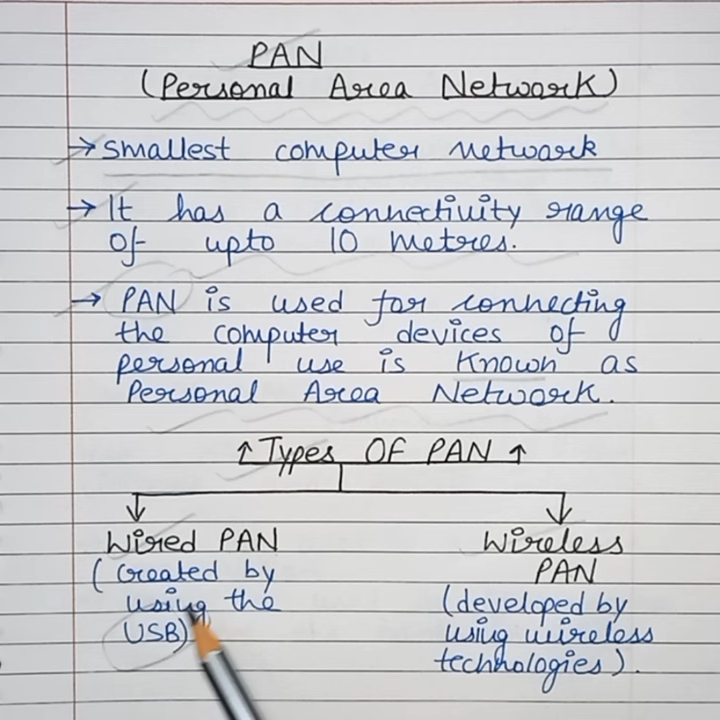 PAN
(Personal Area Network)
→ Smallest computer network
→ It has a connectivity range
of upto 10 metres.
→ PAN is used for connecting
the computer devices of
personal use is known as
Personal Area Network.
↑ Types OF PAN ↑
Wired PAN
(created by
using the
USB)
Wireless
PAN
(developed by
using wireless
technologies).